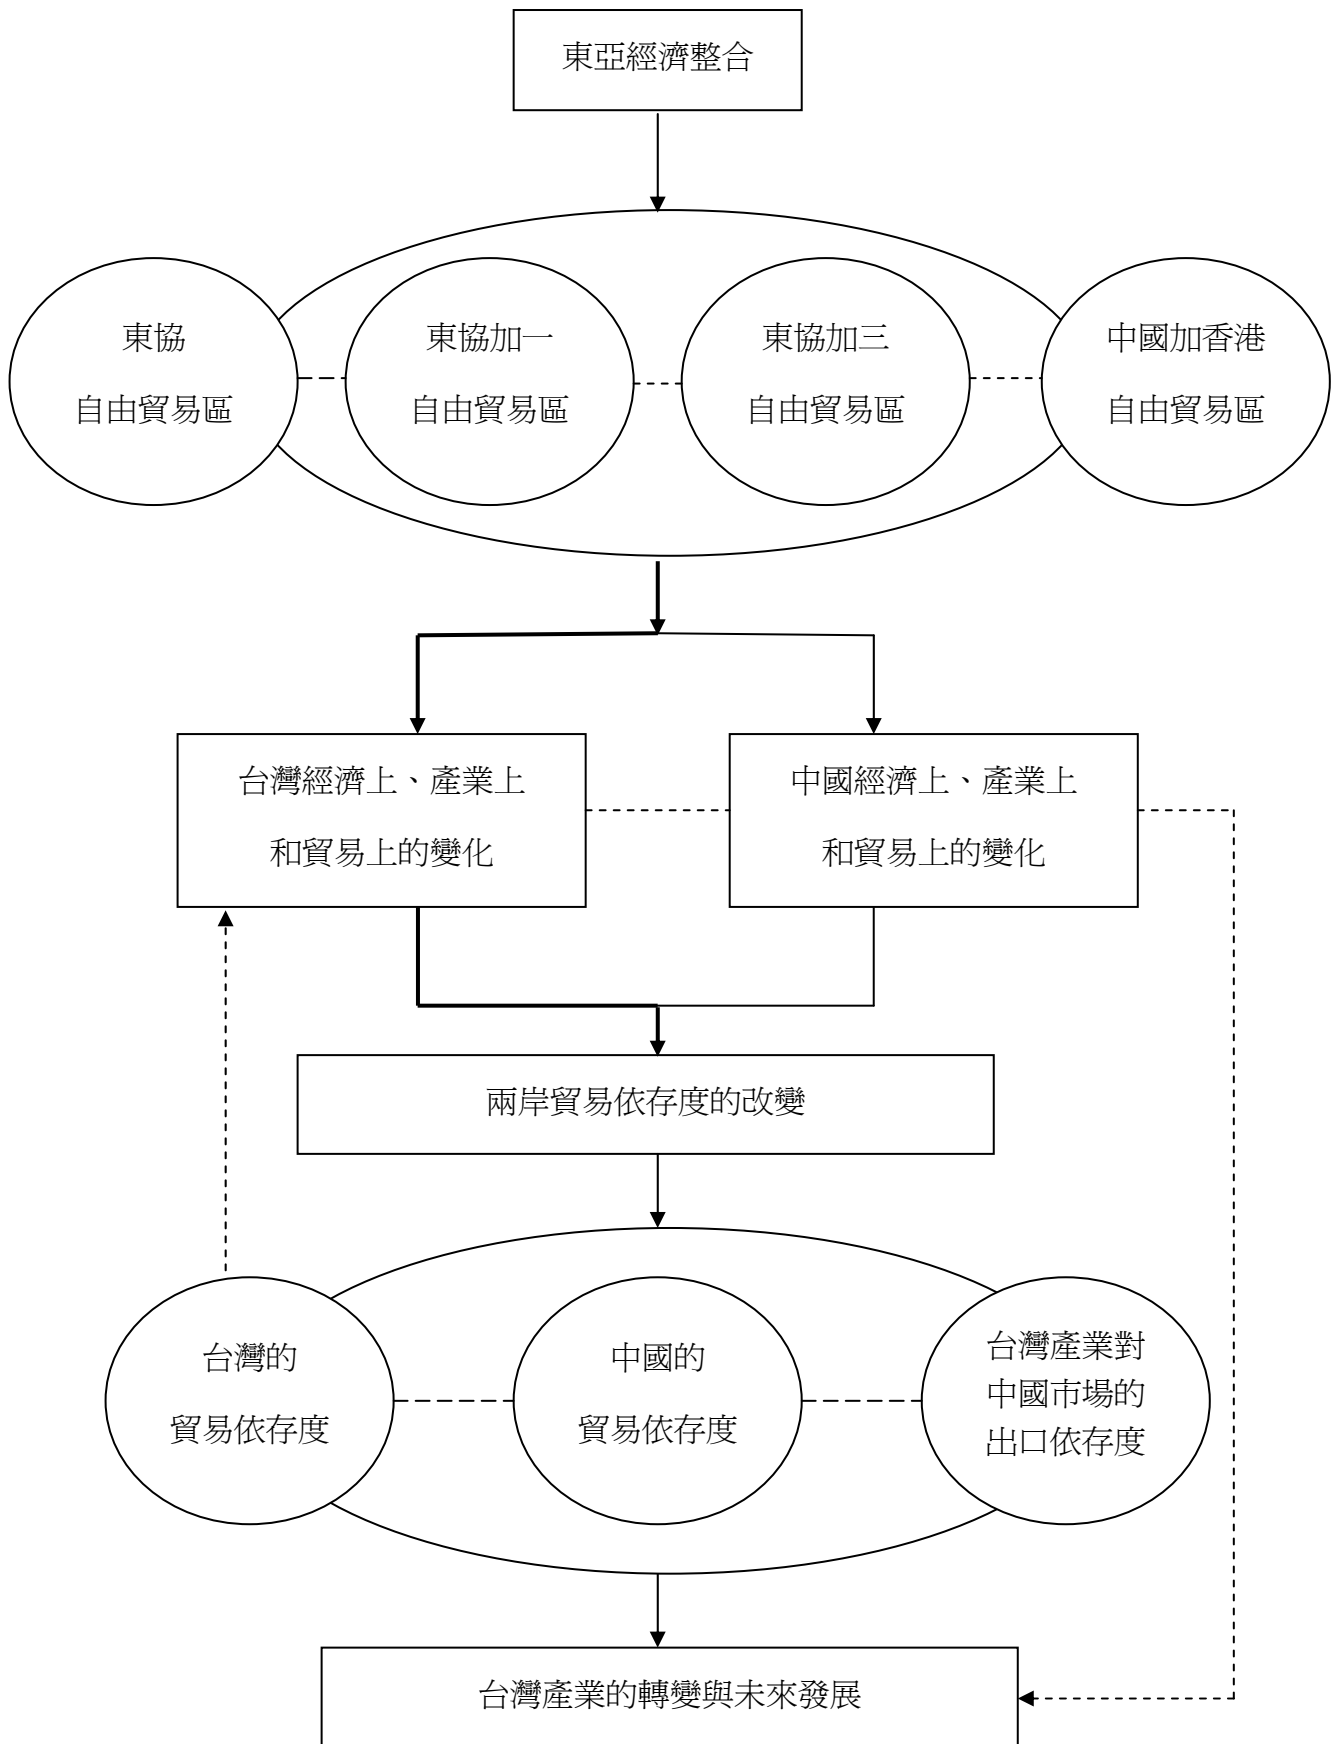 東亞經濟整合
東協
自由貿易區
東協加一
自由貿易區
東協加三
自由貿易區
中國加香港
自由貿易區
台灣經濟上、產業上
和貿易上的變化
中國經濟上、產業上
和貿易上的變化
兩岸貿易依存度的改變
台灣的
貿易依存度
中國的
貿易依存度
台灣產業對
中國市場的
出口依存度
台灣產業的轉變與未來發展